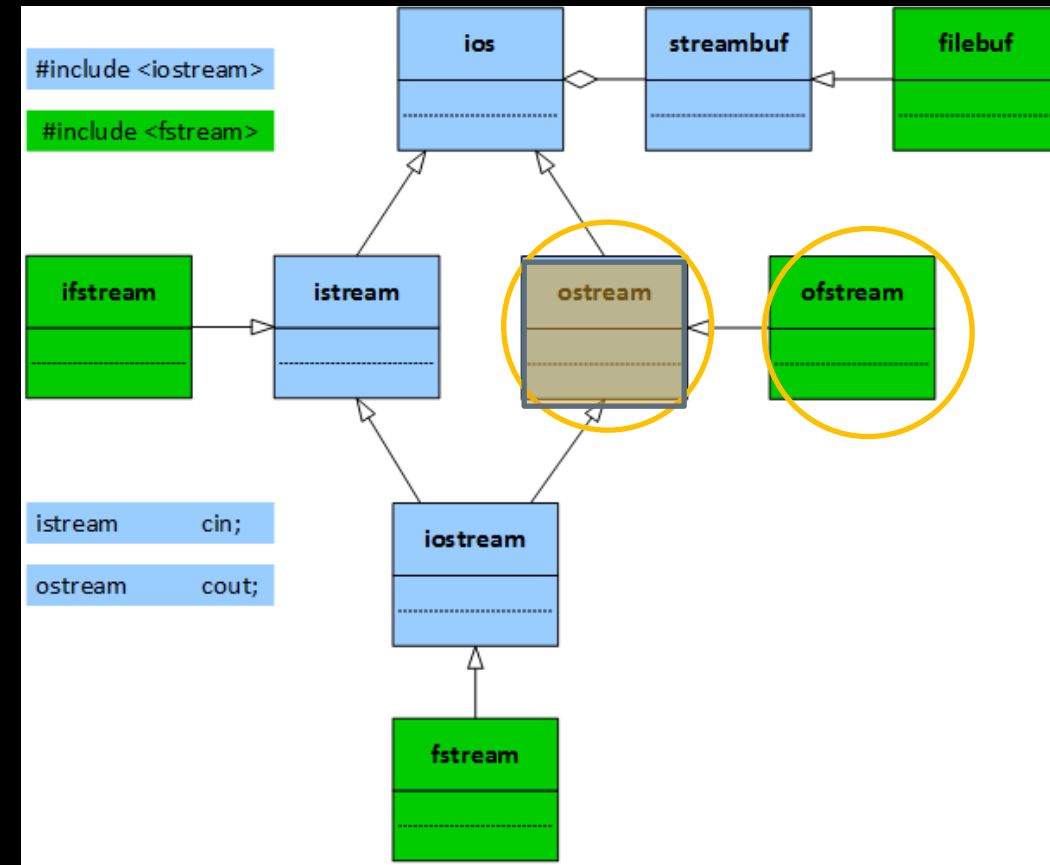 ios
streambuf
filebuf
#include <iostream>
#include <fstream>
ifstream
istream
ostream
ofstream
istream cin;
ostream cout;
iostream
fstream